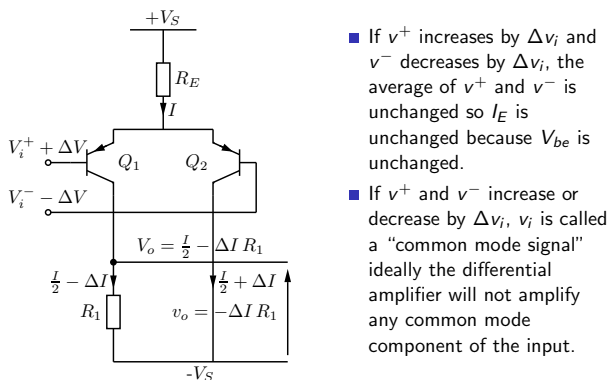 +V_S
R_E
I
V_i^+ + ΔV
Q_1
Q_2
V_i^- − ΔV
V_o = I/2 − ΔI R_1
I/2 − ΔI
I/2 + ΔI
R_1
v_o = −ΔI R_1
-V_S
If v^+ increases by Δv_i and
v^− decreases by Δv_i, the
average of v^+ and v^− is
unchanged so I_E is
unchanged because V_be is
unchanged.
If v^+ and v^− increase or
decrease by Δv_i, v_i is called
a “common mode signal”
ideally the differential
amplifier will not amplify
any common mode
component of the input.